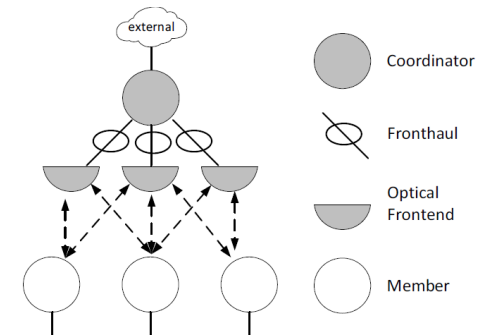 external
Coordinator
Fronthaul
Optical
Frontend
Member